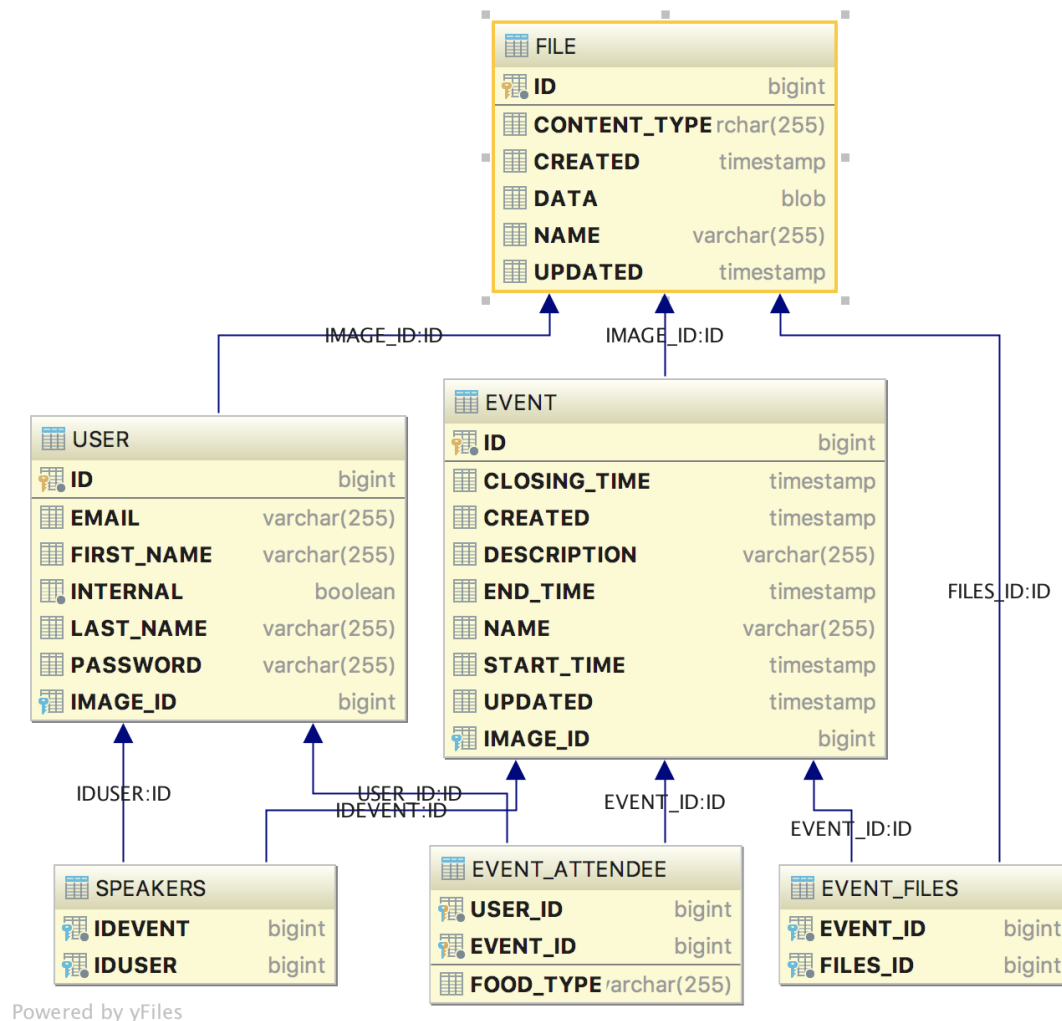 FILE
ID bigint
CONTENT_TYPE rchar(255)
CREATED timestamp
DATA blob
NAME varchar(255)
UPDATED timestamp
IMAGE_ID:ID
IMAGE_ID:ID
USER
ID bigint
EMAIL varchar(255)
FIRST_NAME varchar(255)
INTERNAL boolean
LAST_NAME varchar(255)
PASSWORD varchar(255)
IMAGE_ID bigint
EVENT
ID bigint
CLOSING_TIME timestamp
CREATED timestamp
DESCRIPTION varchar(255)
END_TIME timestamp
NAME varchar(255)
START_TIME timestamp
UPDATED timestamp
IMAGE_ID bigint
FILES_ID:ID
IDUSER:ID
USER_ID:ID
IDEVENT:ID
EVENT_ID:ID
EVENT_ID:ID
SPEAKERS
IDEVENT bigint
IDUSER bigint
EVENT_ATTENDEE
USER_ID bigint
EVENT_ID bigint
FOOD_TYPE varchar(255)
EVENT_FILES
EVENT_ID bigint
FILES_ID bigint
Powered by yFiles